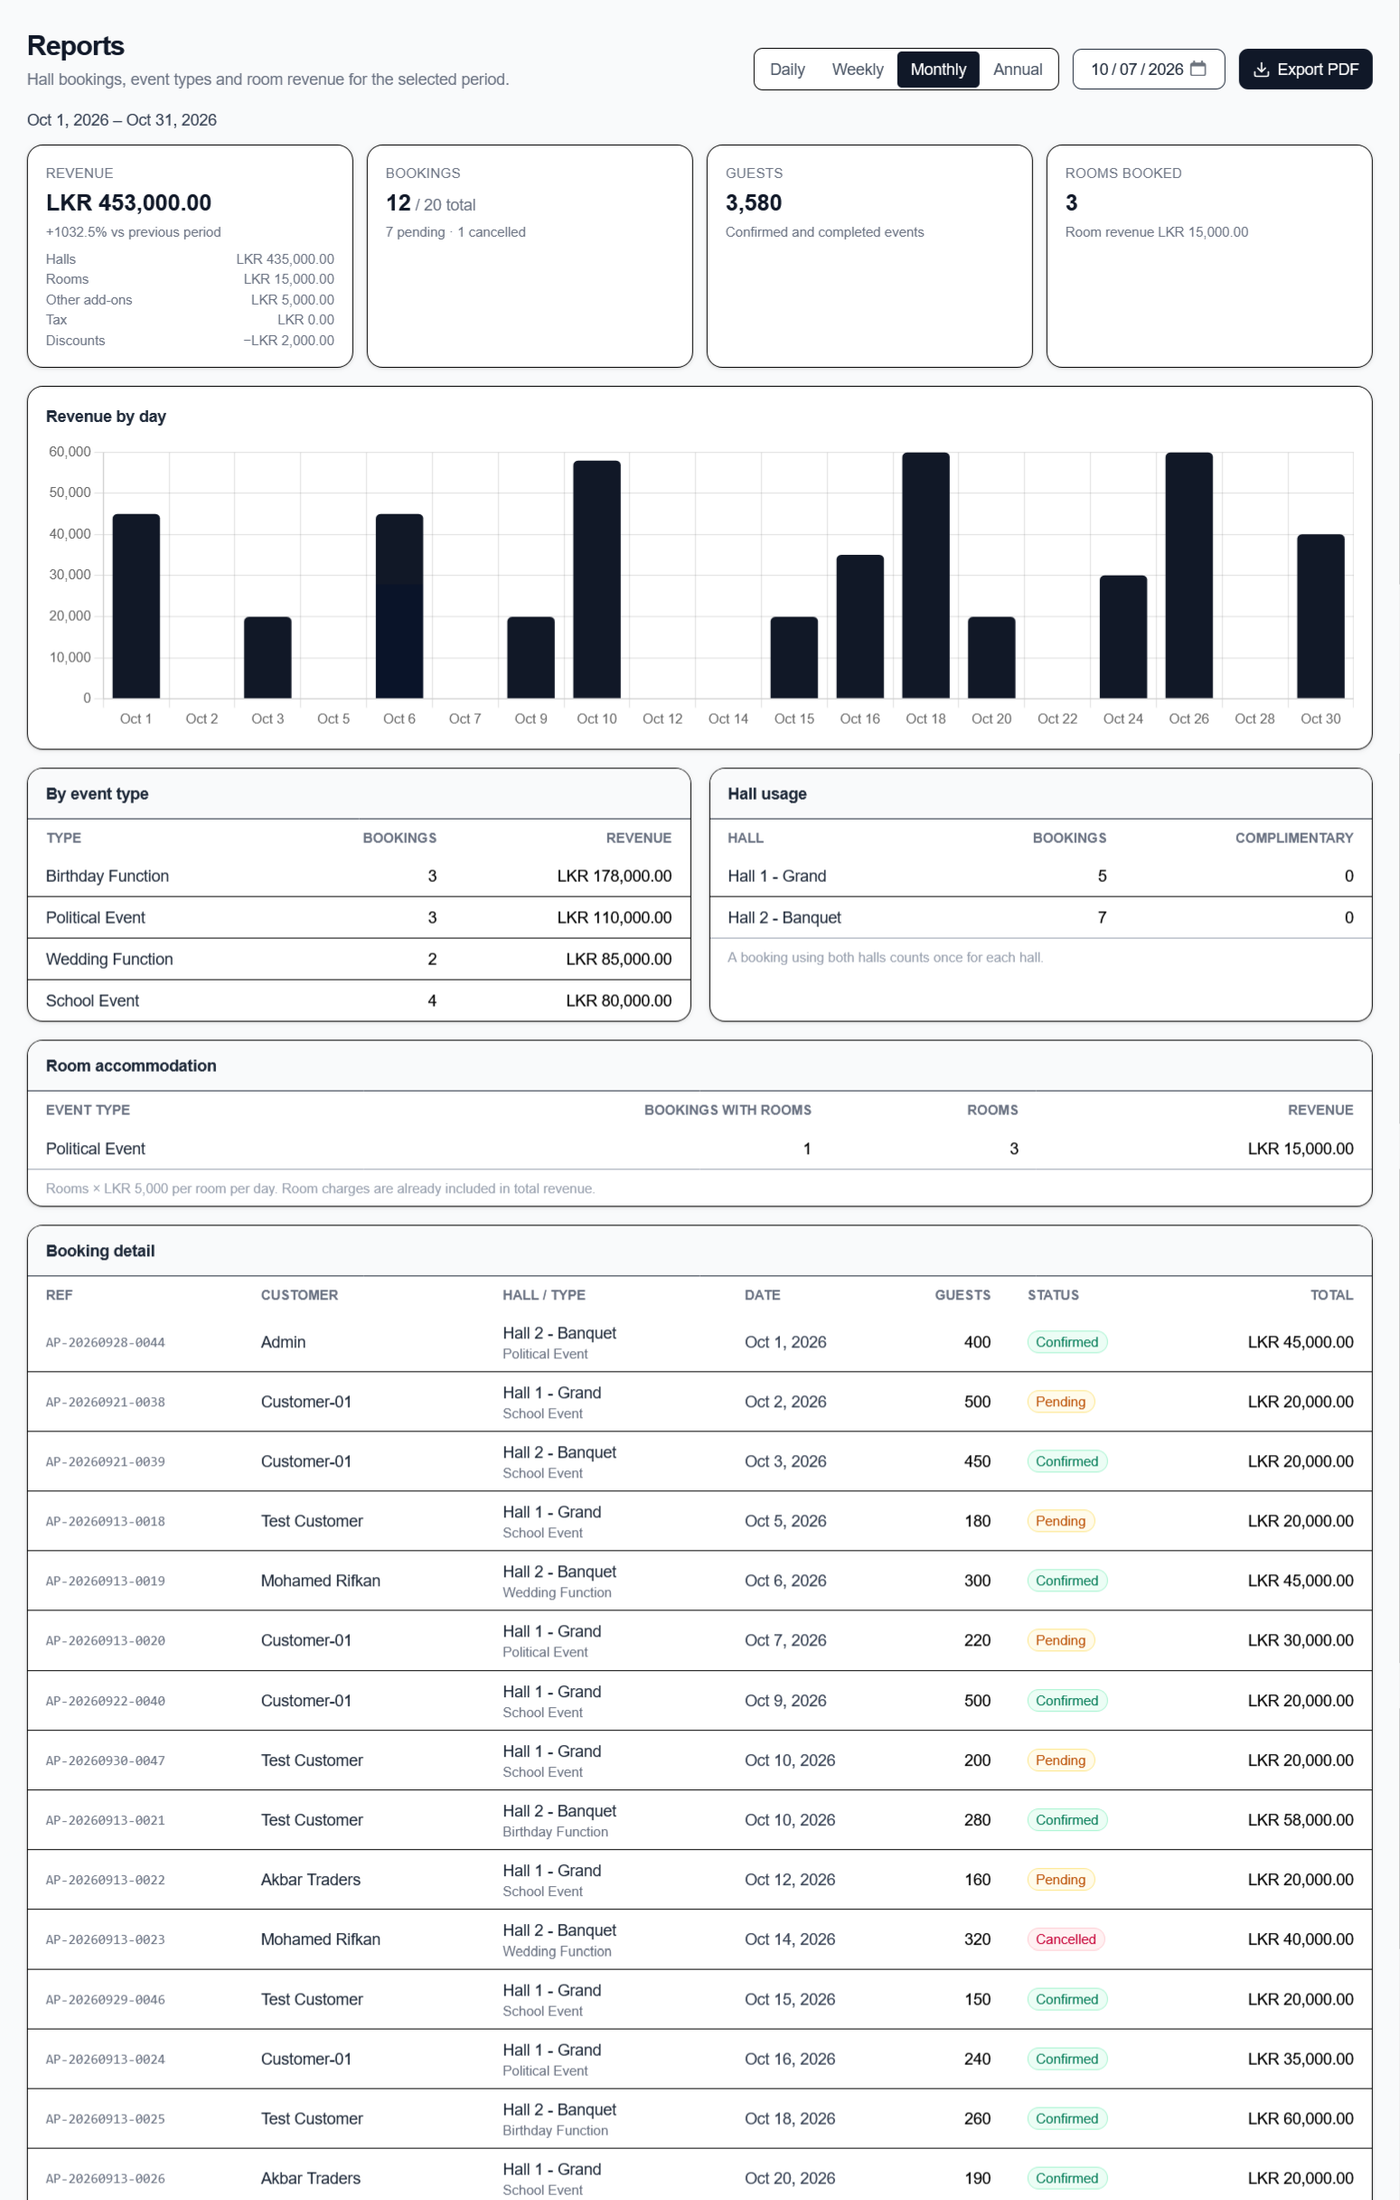 Reports
Hall bookings, event types and room revenue for the selected period.
Daily Weekly Monthly Annual 10 / 07 / 2026 Export PDF
Oct 1, 2026 – Oct 31, 2026
REVENUE
LKR 453,000.00
+1032.5% vs previous period
Halls LKR 435,000.00
Rooms LKR 15,000.00
Other add-ons LKR 5,000.00
Tax LKR 0.00
Discounts −LKR 2,000.00
BOOKINGS
12 / 20 total
7 pending · 1 cancelled
GUESTS
3,580
Confirmed and completed events
ROOMS BOOKED
3
Room revenue LKR 15,000.00
Revenue by day
60,000
50,000
40,000
30,000
20,000
10,000
0
Oct 1 Oct 2 Oct 3 Oct 5 Oct 6 Oct 7 Oct 9 Oct 10 Oct 12 Oct 14 Oct 15 Oct 16 Oct 18 Oct 20 Oct 22 Oct 24 Oct 26 Oct 28 Oct 30
By event type
TYPE BOOKINGS REVENUE
Birthday Function 3 LKR 178,000.00
Political Event 3 LKR 110,000.00
Wedding Function 2 LKR 85,000.00
School Event 4 LKR 80,000.00
Hall usage
HALL BOOKINGS COMPLIMENTARY
Hall 1 - Grand 5 0
Hall 2 - Banquet 7 0
A booking using both halls counts once for each hall.
Room accommodation
EVENT TYPE BOOKINGS WITH ROOMS ROOMS REVENUE
Political Event 1 3 LKR 15,000.00
Rooms × LKR 5,000 per room per day. Room charges are already included in total revenue.
Booking detail
REF CUSTOMER HALL / TYPE DATE GUESTS STATUS TOTAL
AP-20260928-0044 Admin Hall 2 - Banquet Oct 1, 2026 400 Confirmed LKR 45,000.00
Political Event
AP-20260921-0038 Customer-01 Hall 1 - Grand Oct 2, 2026 500 Pending LKR 20,000.00
School Event
AP-20260921-0039 Customer-01 Hall 2 - Banquet Oct 3, 2026 450 Confirmed LKR 20,000.00
School Event
AP-20260913-0018 Test Customer Hall 1 - Grand Oct 5, 2026 180 Pending LKR 20,000.00
School Event
AP-20260913-0019 Mohamed Rifkan Hall 2 - Banquet Oct 6, 2026 300 Confirmed LKR 45,000.00
Wedding Function
AP-20260913-0020 Customer-01 Hall 1 - Grand Oct 7, 2026 220 Pending LKR 30,000.00
Political Event
AP-20260922-0040 Customer-01 Hall 1 - Grand Oct 9, 2026 500 Confirmed LKR 20,000.00
School Event
AP-20260930-0047 Test Customer Hall 1 - Grand Oct 10, 2026 200 Pending LKR 20,000.00
School Event
AP-20260913-0021 Test Customer Hall 2 - Banquet Oct 10, 2026 280 Confirmed LKR 58,000.00
Birthday Function
AP-20260913-0022 Akbar Traders Hall 1 - Grand Oct 12, 2026 160 Pending LKR 20,000.00
School Event
AP-20260913-0023 Mohamed Rifkan Hall 2 - Banquet Oct 14, 2026 320 Cancelled LKR 40,000.00
Wedding Function
AP-20260929-0046 Test Customer Hall 1 - Grand Oct 15, 2026 150 Confirmed LKR 20,000.00
School Event
AP-20260913-0024 Customer-01 Hall 1 - Grand Oct 16, 2026 240 Confirmed LKR 35,000.00
Political Event
AP-20260913-0025 Test Customer Hall 2 - Banquet Oct 18, 2026 260 Confirmed LKR 60,000.00
Birthday Function
AP-20260913-0026 Akbar Traders Hall 1 - Grand Oct 20, 2026 190 Confirmed LKR 20,000.00
School Event